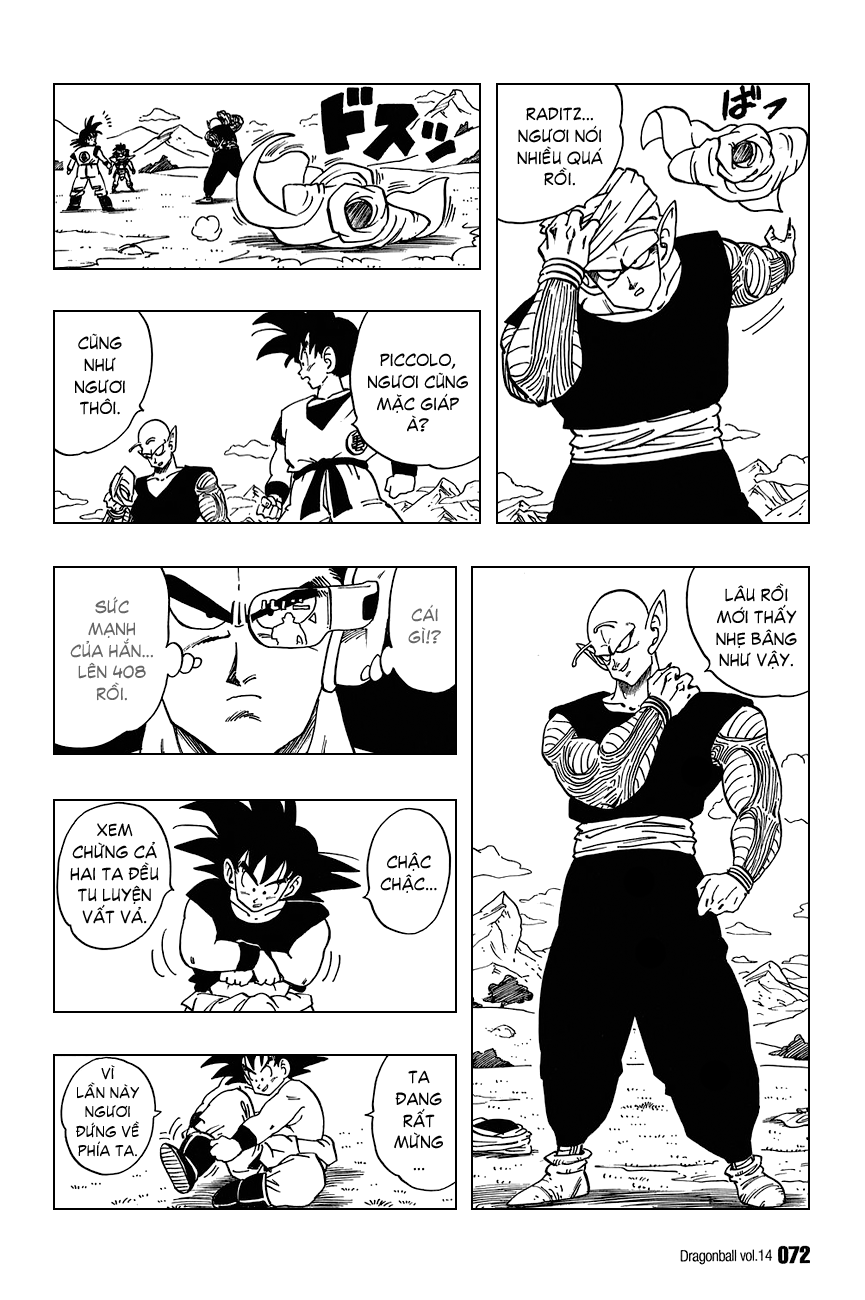 RADITZ...
NGƯƠI NÓI
NHIỀU QUÁ
RỒI.
ばっ
ドスッ
PICCOLO,
NGƯƠI CŨNG
MẶC GIÁP
À?
CŨNG
NHƯ
NGƯƠI
THÔI.
LÂU RỒI
MỚI THẤY
NHẸ BÂNG
NHƯ VẬY.
CÁI
GÌ!?
SỨC
MẠNH
CỦA HẮN...
LÊN 408
RỒI.
CHẬC
CHẬC...
XEM
CHỪNG CẢ
HAI TA ĐỀU
TU LUYỆN
VẤT VẢ.
TA
ĐANG
RẤT
MỪNG
...
VÌ
LẦN NÀY
NGƯƠI
ĐỨNG VỀ
PHÍA TA.
Dragonball vol.14 072